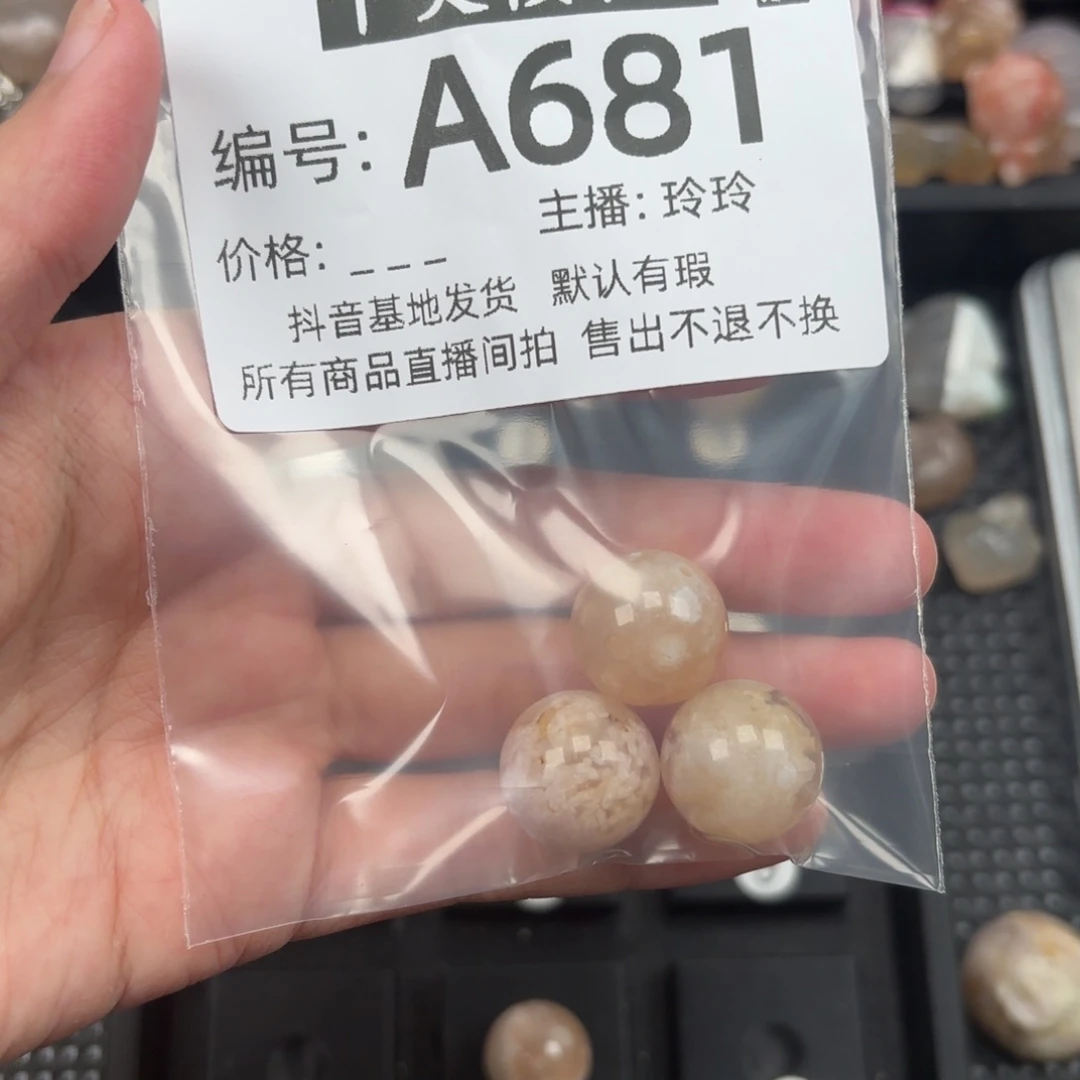 编号: A681
主播: 玲玲
价格: _ _ _
抖音基地发货 默认有瑕
所有商品直播间拍 售出不退不换